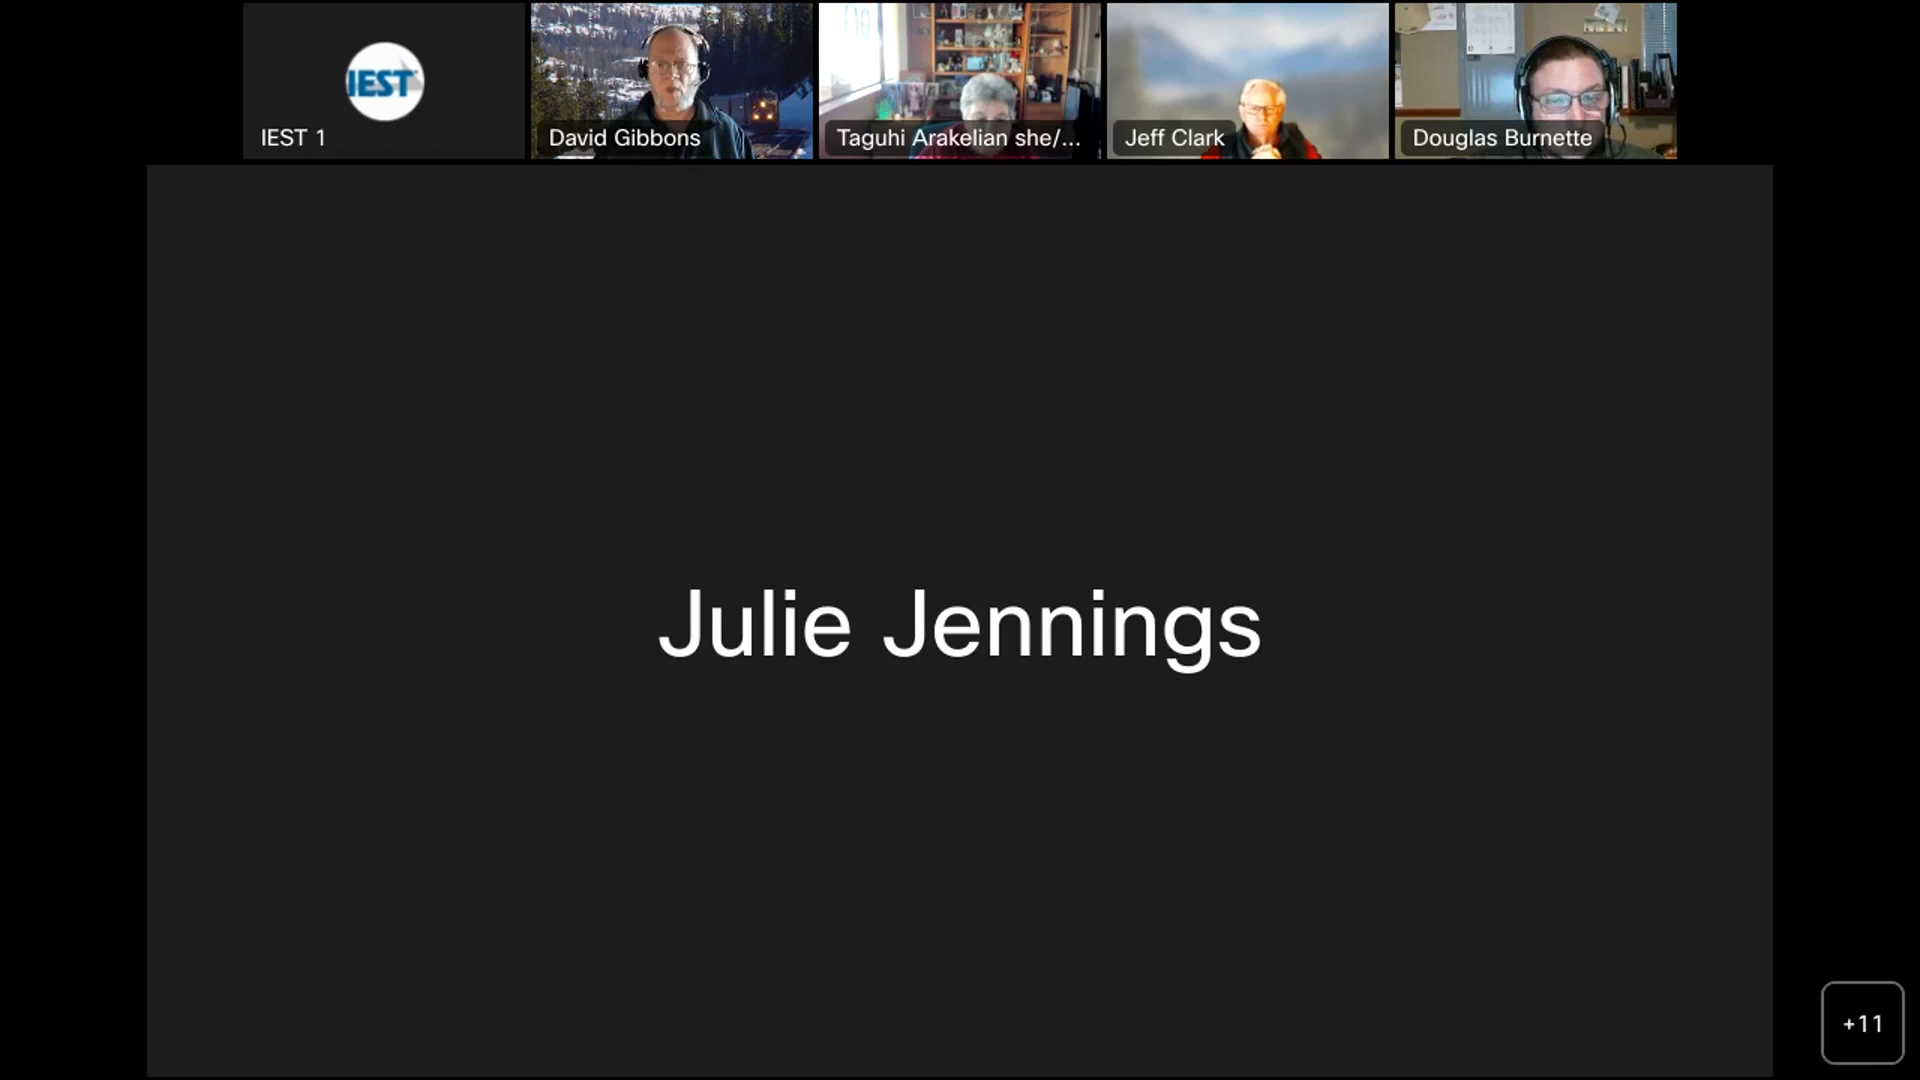 IEST
IEST 1
David Gibbons
Taguhi Arakelian she/...
Jeff Clark
Douglas Burnette
Julie Jennings
+11